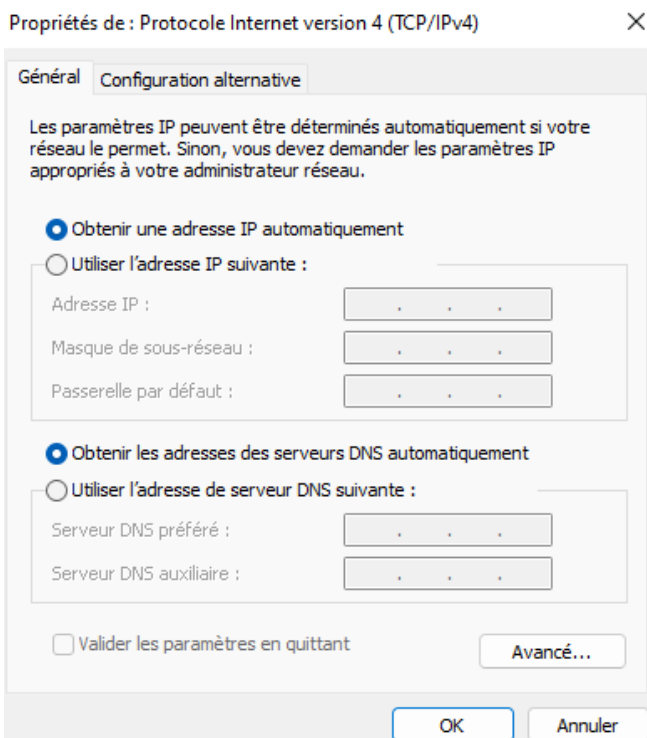 Propriétés de : Protocole Internet version 4 (TCP/IPv4)
Général
Configuration alternative
Les paramètres IP peuvent être déterminés automatiquement si votre
réseau le permet. Sinon, vous devez demander les paramètres IP
appropriés à votre administrateur réseau.
Obtenir une adresse IP automatiquement
Utiliser l'adresse IP suivante :
Adresse IP :
Masque de sous-réseau :
Passerelle par défaut :
Obtenir les adresses des serveurs DNS automatiquement
Utiliser l'adresse de serveur DNS suivante :
Serveur DNS préféré :
Serveur DNS auxiliaire :
Valider les paramètres en quittant
Avancé...
OK
Annuler